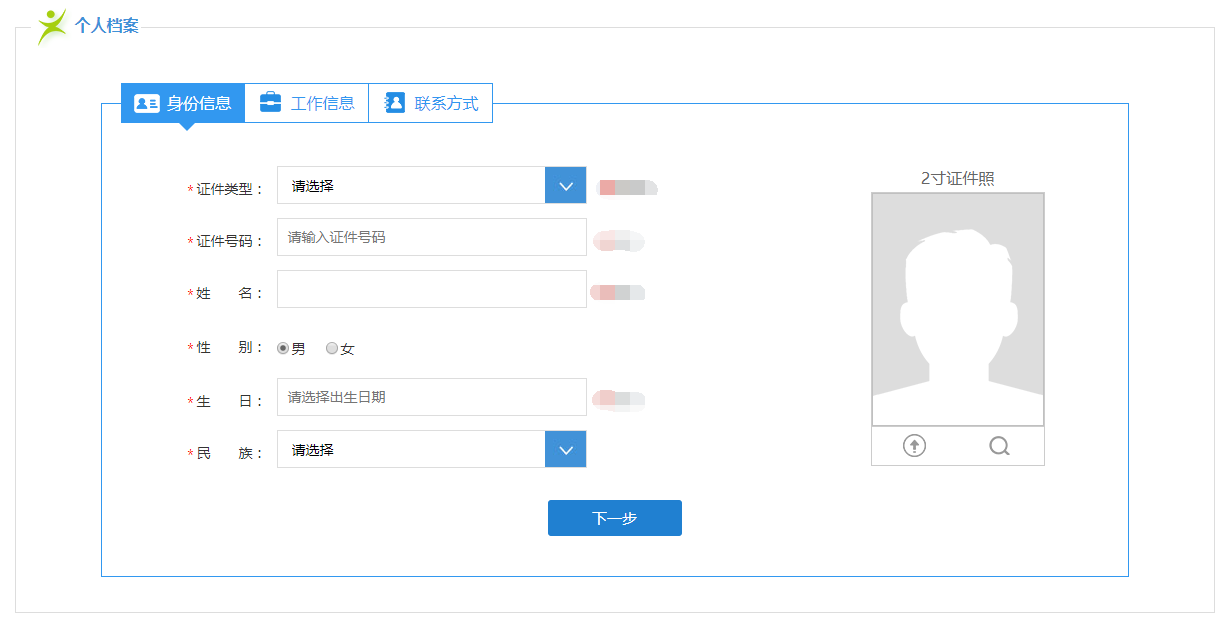 个人档案
身份信息 工作信息 联系方式
*证件类型： 请选择
2寸证件照
*证件号码： 请输入证件号码
*姓 名：
*性 别： 男 女
*生 日： 请选择出生日期
*民 族： 请选择
下一步